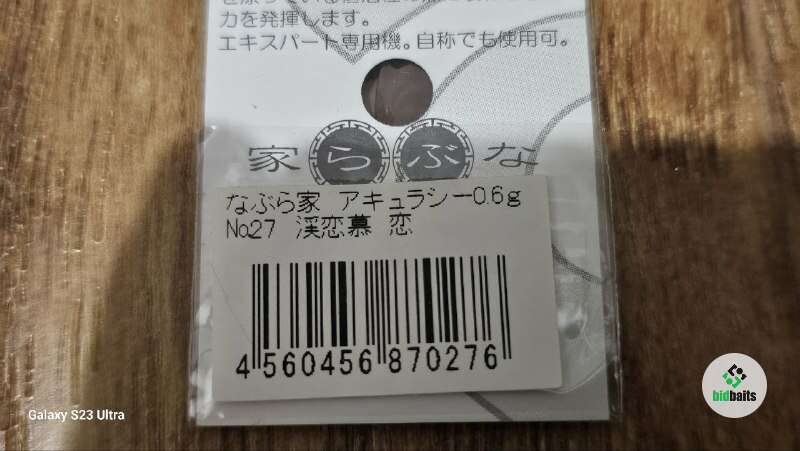 力を発揮します。
エキスパート専用機。自称でも使用可。
家らぶな
なぶら家 アキュラシー0.6g
No.27 渓恋慕 恋
4 560456 870276
Galaxy S23 Ultra
bidbaits